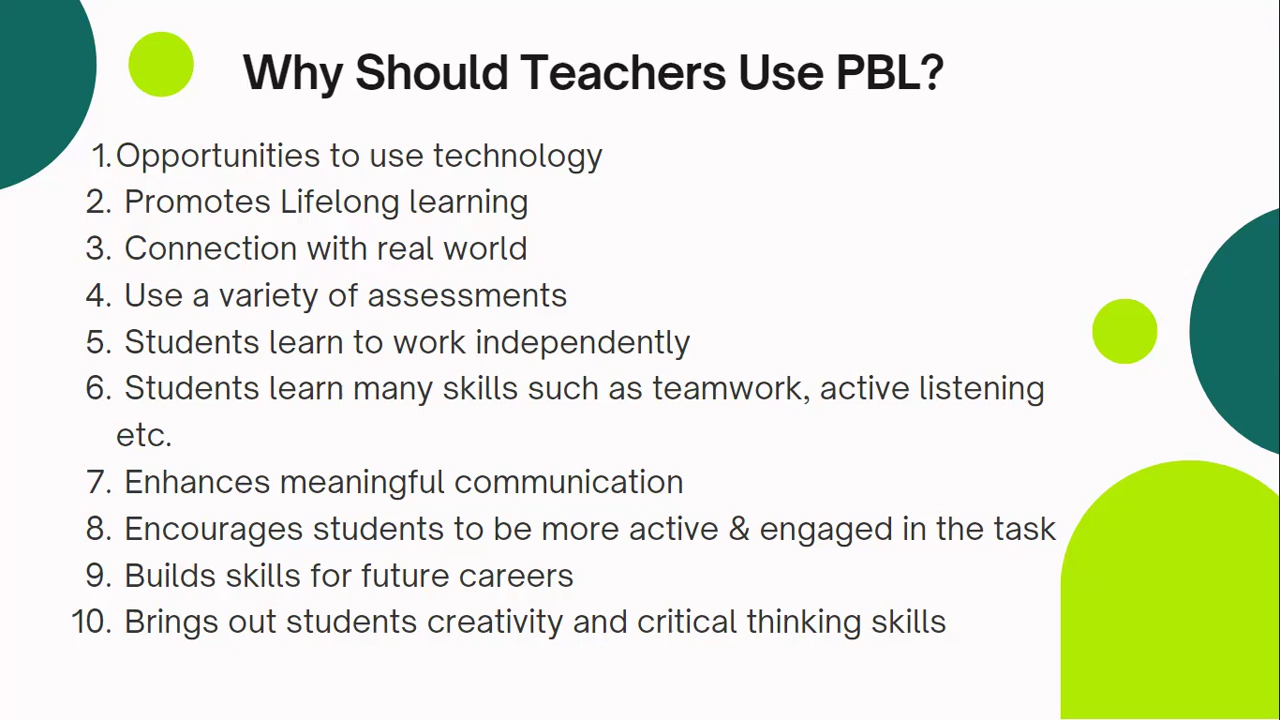 Why Should Teachers Use PBL?
1. Opportunities to use technology
2. Promotes Lifelong learning
3. Connection with real world
4. Use a variety of assessments
5. Students learn to work independently
6. Students learn many skills such as teamwork, active listening
etc.
7. Enhances meaningful communication
8. Encourages students to be more active & engaged in the task
9. Builds skills for future careers
10. Brings out students creativity and critical thinking skills